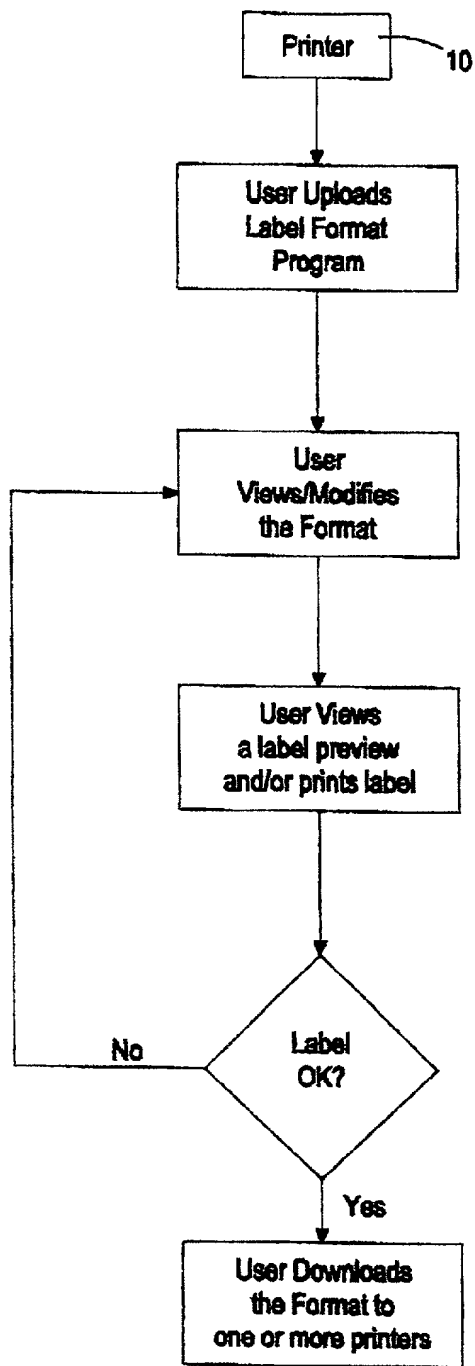 Printer
10
User Uploads
Label Format
Program
User
Views/Modifies
the Format
User Views
a label preview
and/or prints label
Label
OK?
No
Yes
User Downloads
the Format to
one or more printers